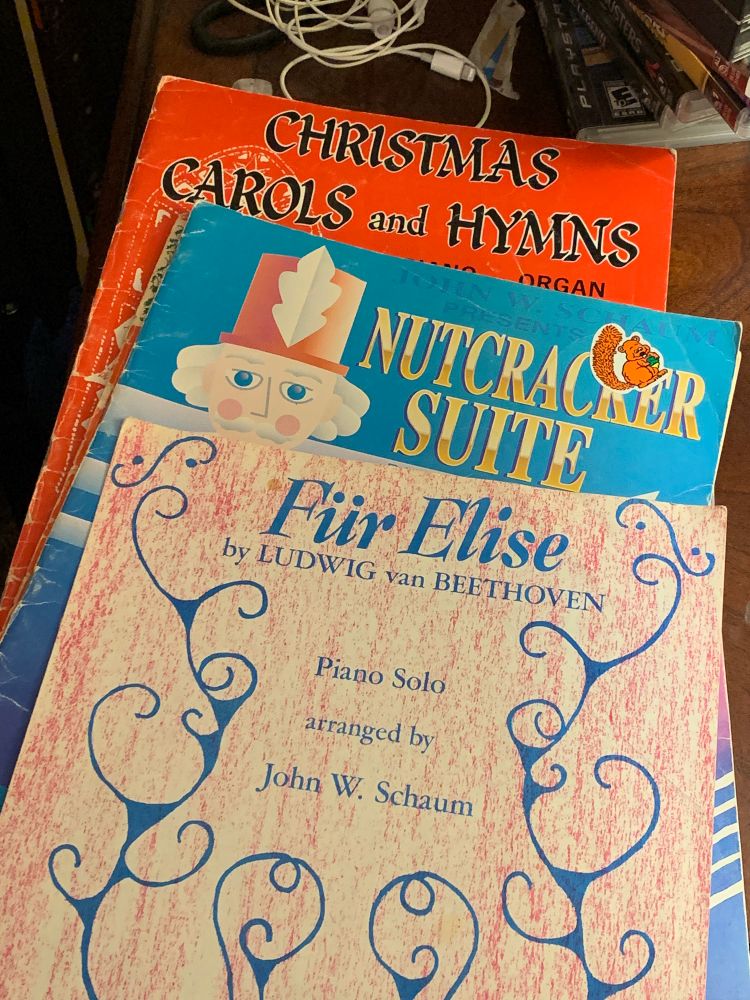 CHRISTMAS
CAROLS and HYMNS
ORGAN
JOHN W. SCHAUM
PRESENTS
NUTCRACKER
SUITE
Für Elise
by LUDWIG van BEETHOVEN
Piano Solo
arranged by
John W. Schaum
PLAYSTA